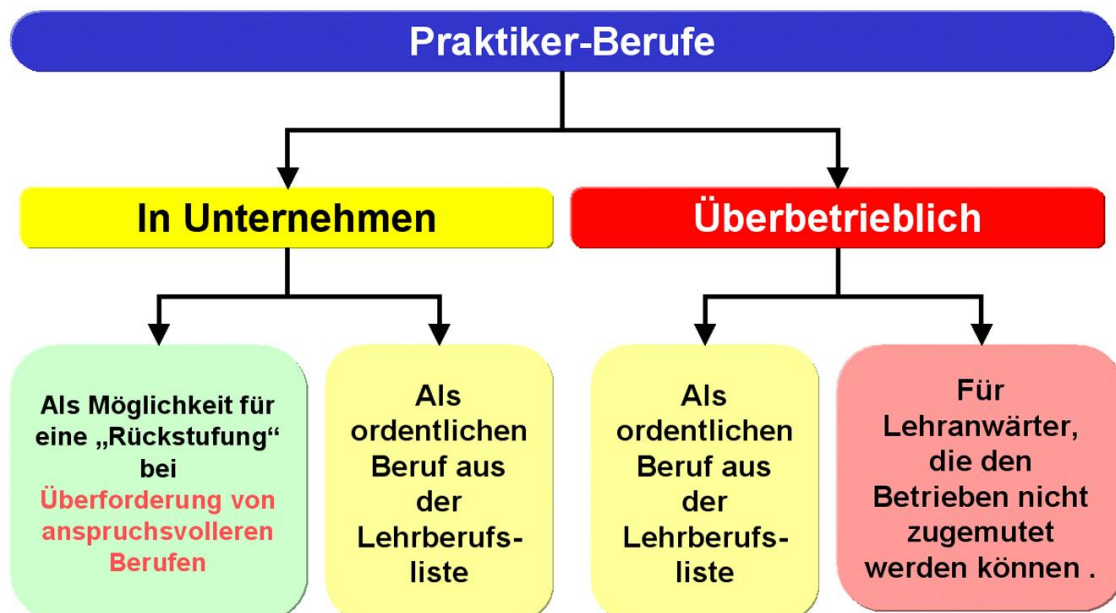 Praktiker-Berufe
In Unternehmen
Überbetrieblich
Als Möglichkeit für
eine „Rückstufung“
bei
Überforderung von
anspruchsvolleren
Berufen
Als
ordentlichen
Beruf aus
der
Lehrberufs-
liste
Als
ordentlichen
Beruf aus
der
Lehrberufs-
liste
Für
Lehranwärter,
die den
Betrieben nicht
zugemutet
werden können .